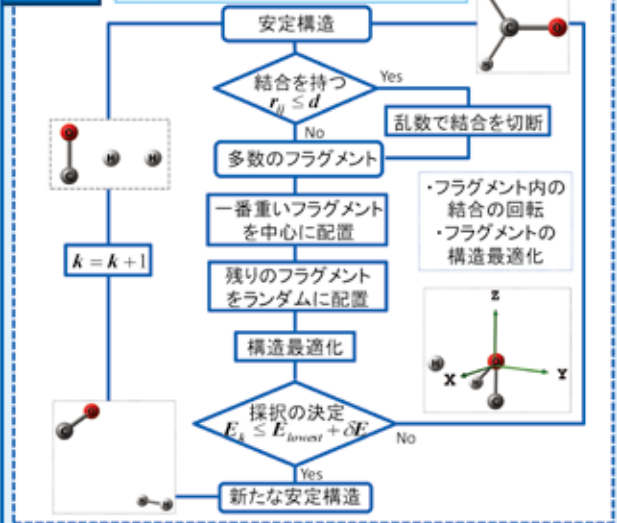 安定構造
結合を持つ
r_ij ≤ d
Yes
No
乱数で結合を切断
多数のフラグメント
一番重いフラグメント
を中心に配置
・フラグメント内の
結合の回転
・フラグメントの
構造最適化
k = k+1
残りのフラグメント
をランダムに配置
構造最適化
Z
X
Y
採択の決定
E_k ≤ E_lowest + δE
No
Yes
新たな安定構造
O
C
H
H
C
O
H
H
C
O
H
H
H
O
C